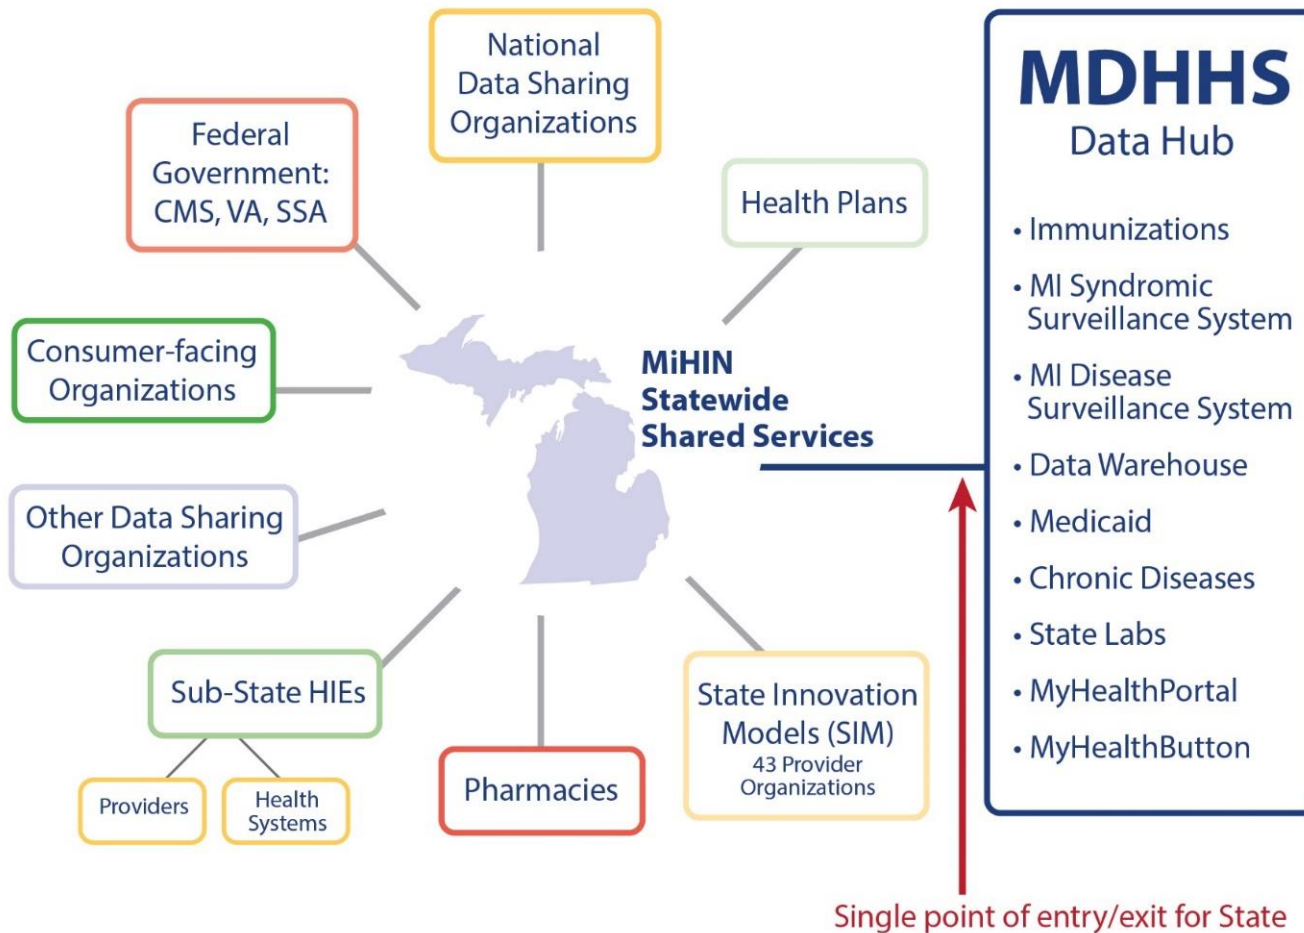 National
Data Sharing
Organizations
Federal
Government:
CMS, VA, SSA
Health Plans
Consumer-facing
Organizations
MiHIN
Statewide
Shared Services
Other Data Sharing
Organizations
Sub-State HIEs
Providers
Health
Systems
Pharmacies
State Innovation
Models (SIM)
43 Provider
Organizations
MDHHS
Data Hub
• Immunizations
• MI Syndromic
Surveillance System
• MI Disease
Surveillance System
• Data Warehouse
• Medicaid
• Chronic Diseases
• State Labs
• MyHealthPortal
• MyHealthButton
Single point of entry/exit for State